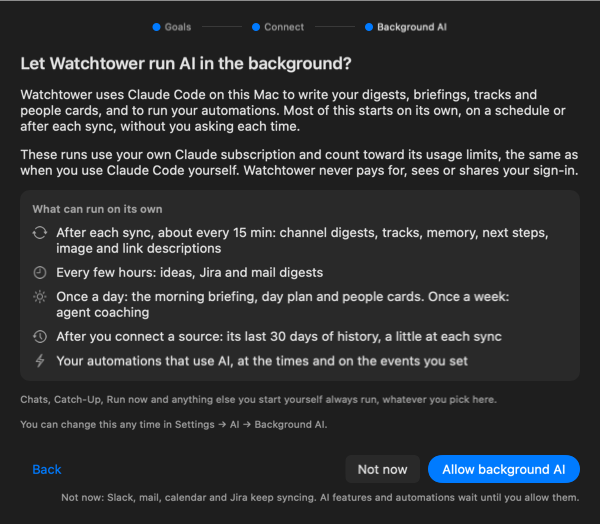 Goals Connect Background AI
Let Watchtower run AI in the background?
Watchtower uses Claude Code on this Mac to write your digests, briefings, tracks and
people cards, and to run your automations. Most of this starts on its own, on a schedule or
after each sync, without you asking each time.
These runs use your own Claude subscription and count toward its usage limits, the same as
when you use Claude Code yourself. Watchtower never pays for, sees or shares your sign-in.
What can run on its own
After each sync, about every 15 min: channel digests, tracks, memory, next steps,
image and link descriptions
Every few hours: ideas, Jira and mail digests
Once a day: the morning briefing, day plan and people cards. Once a week:
agent coaching
After you connect a source: its last 30 days of history, a little at each sync
Your automations that use AI, at the times and on the events you set
Chats, Catch-Up, Run now and anything else you start yourself always run, whatever you pick here.
You can change this any time in Settings → AI → Background AI.
Back Not now Allow background AI
Not now: Slack, mail, calendar and Jira keep syncing. AI features and automations wait until you allow them.